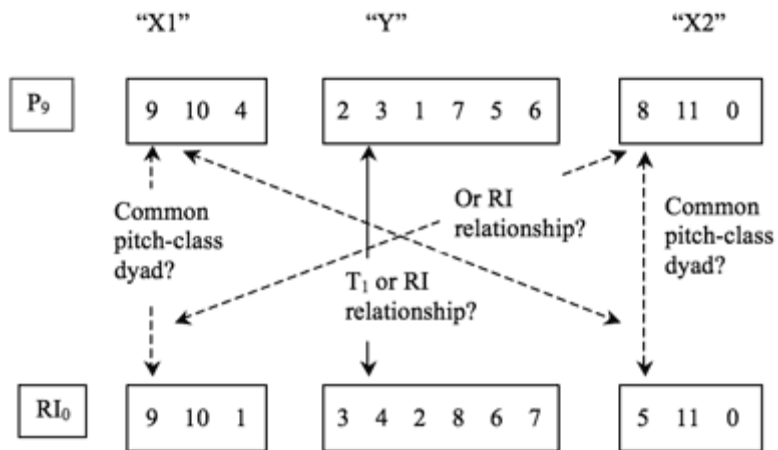 “X1” “Y” “X2”
P₉ 9 10 4 2 3 1 7 5 6 8 11 0
Common
pitch-class
dyad?
Or RI
relationship?
Common
pitch-class
dyad?
T₁ or RI
relationship?
RI₀ 9 10 1 3 4 2 8 6 7 5 11 0